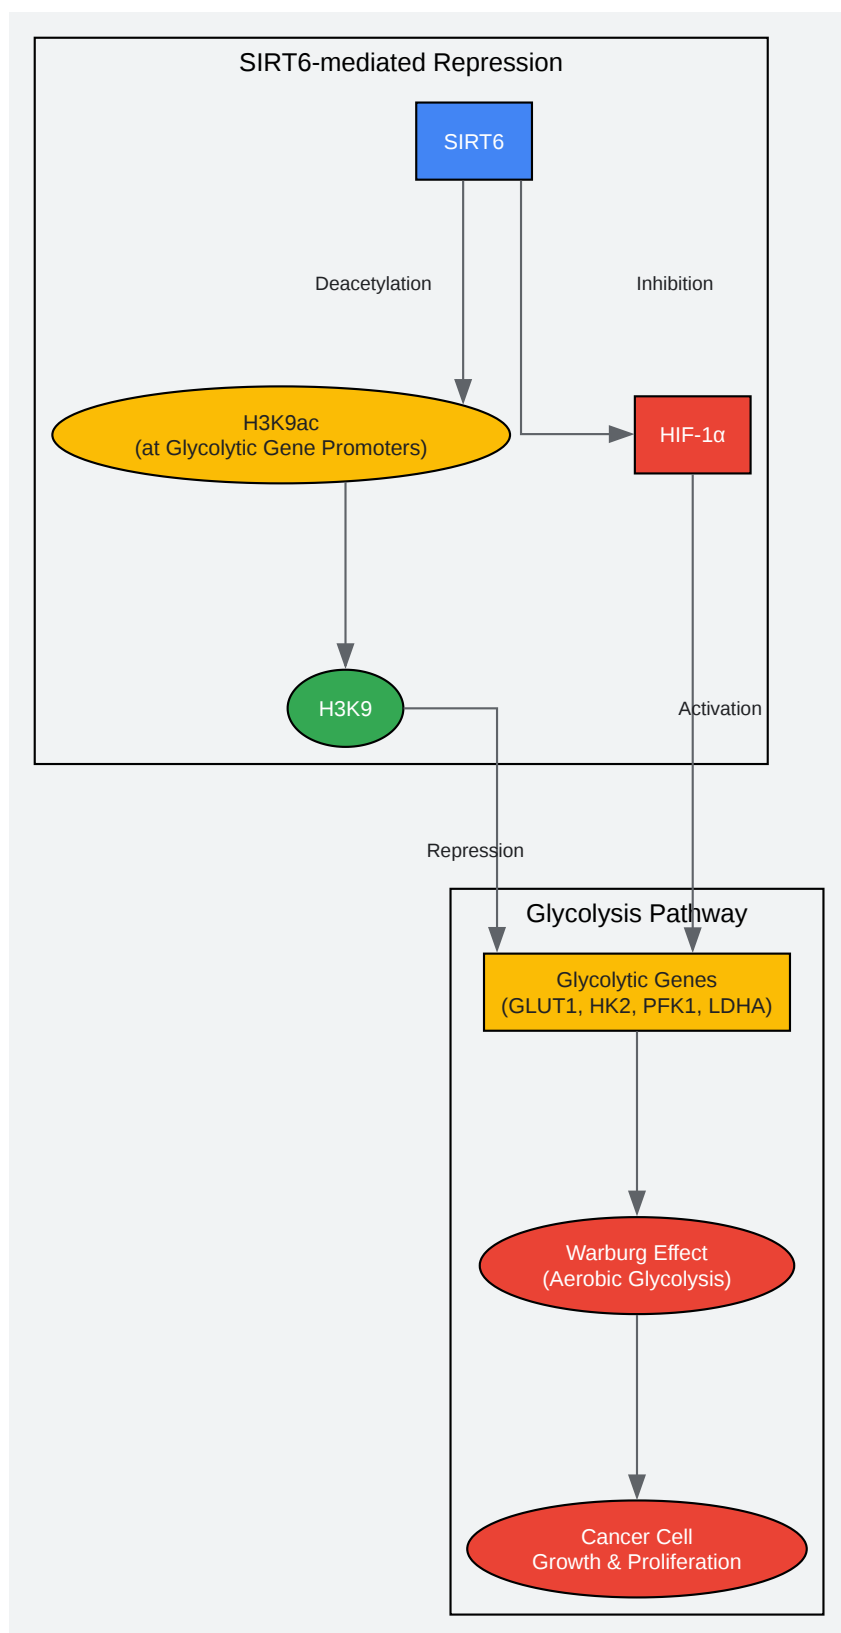 SIRT6-mediated Repression
SIRT6
Deacetylation
Inhibition
H3K9ac
(at Glycolytic Gene Promoters)
HIF-1α
H3K9
Activation
Repression
Glycolysis Pathway
Glycolytic Genes
(GLUT1, HK2, PFK1, LDHA)
Warburg Effect
(Aerobic Glycolysis)
Cancer Cell
Growth & Proliferation